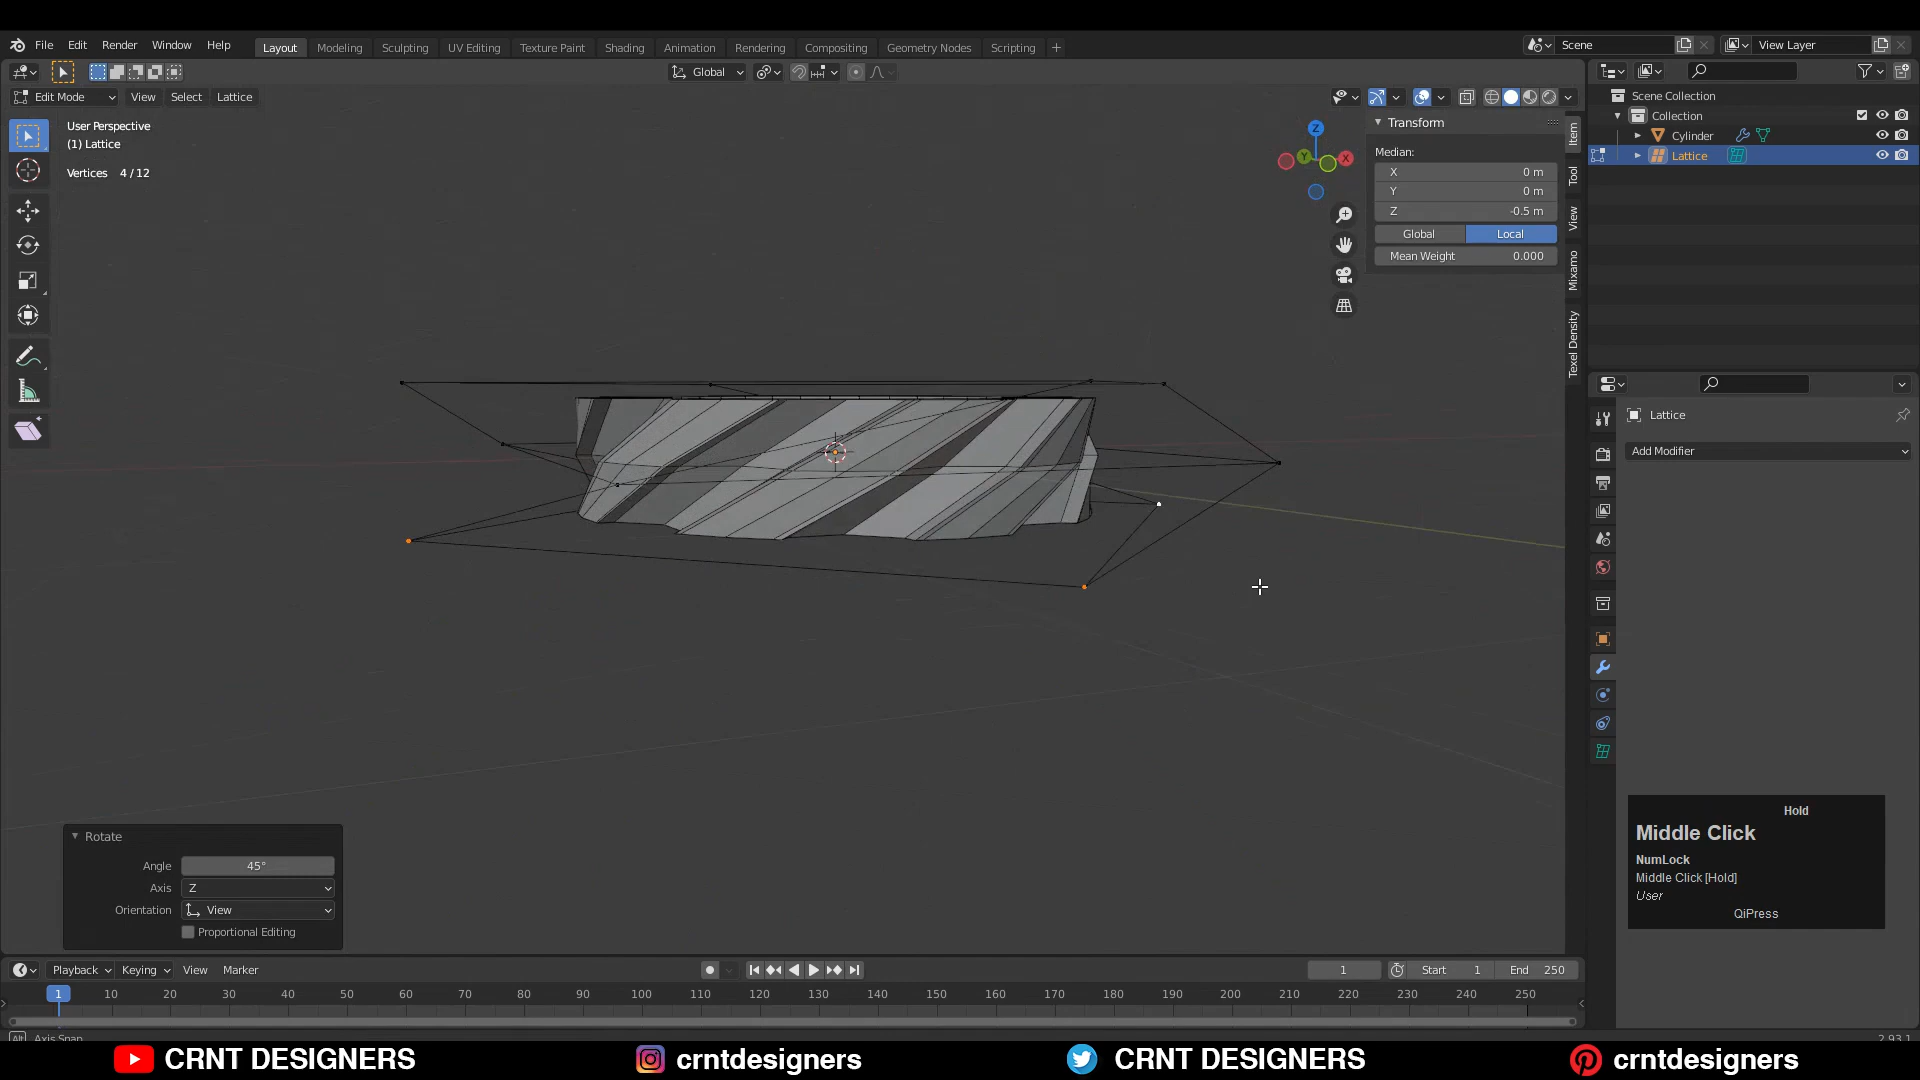 File Edit Render Window Help
Layout Modeling Sculpting UV Editing Texture Paint Shading Animation Rendering Compositing Geometry Nodes Scripting +
Scene
View Layer
Global
Edit Mode View Select Lattice
User Perspective
(1) Lattice
Vertices 4 / 12
Z
Y
X
Transform
Median:
X 0 m
Y 0 m
Z -0.5 m
Global Local
Mean Weight 0.000
Item
Tool
View
Mixamo
Texel Density
Scene Collection
Collection
Cylinder
Lattice
Lattice
Add Modifier
Rotate
Angle 45°
Axis Z
Orientation View
Proportional Editing
Hold
Middle Click
NumLock
Middle Click [Hold]
User
QiPress
Playback Keying View Marker
1
Start 1 End 250
1 10 20 30 40 50 60 70 80 90 100 110 120 130 140 150 160 170 180 190 200 210 220 230 240 250
Alt Axis Snap
2.93.1
CRNT DESIGNERS crntdesigners CRNT DESIGNERS crntdesigners